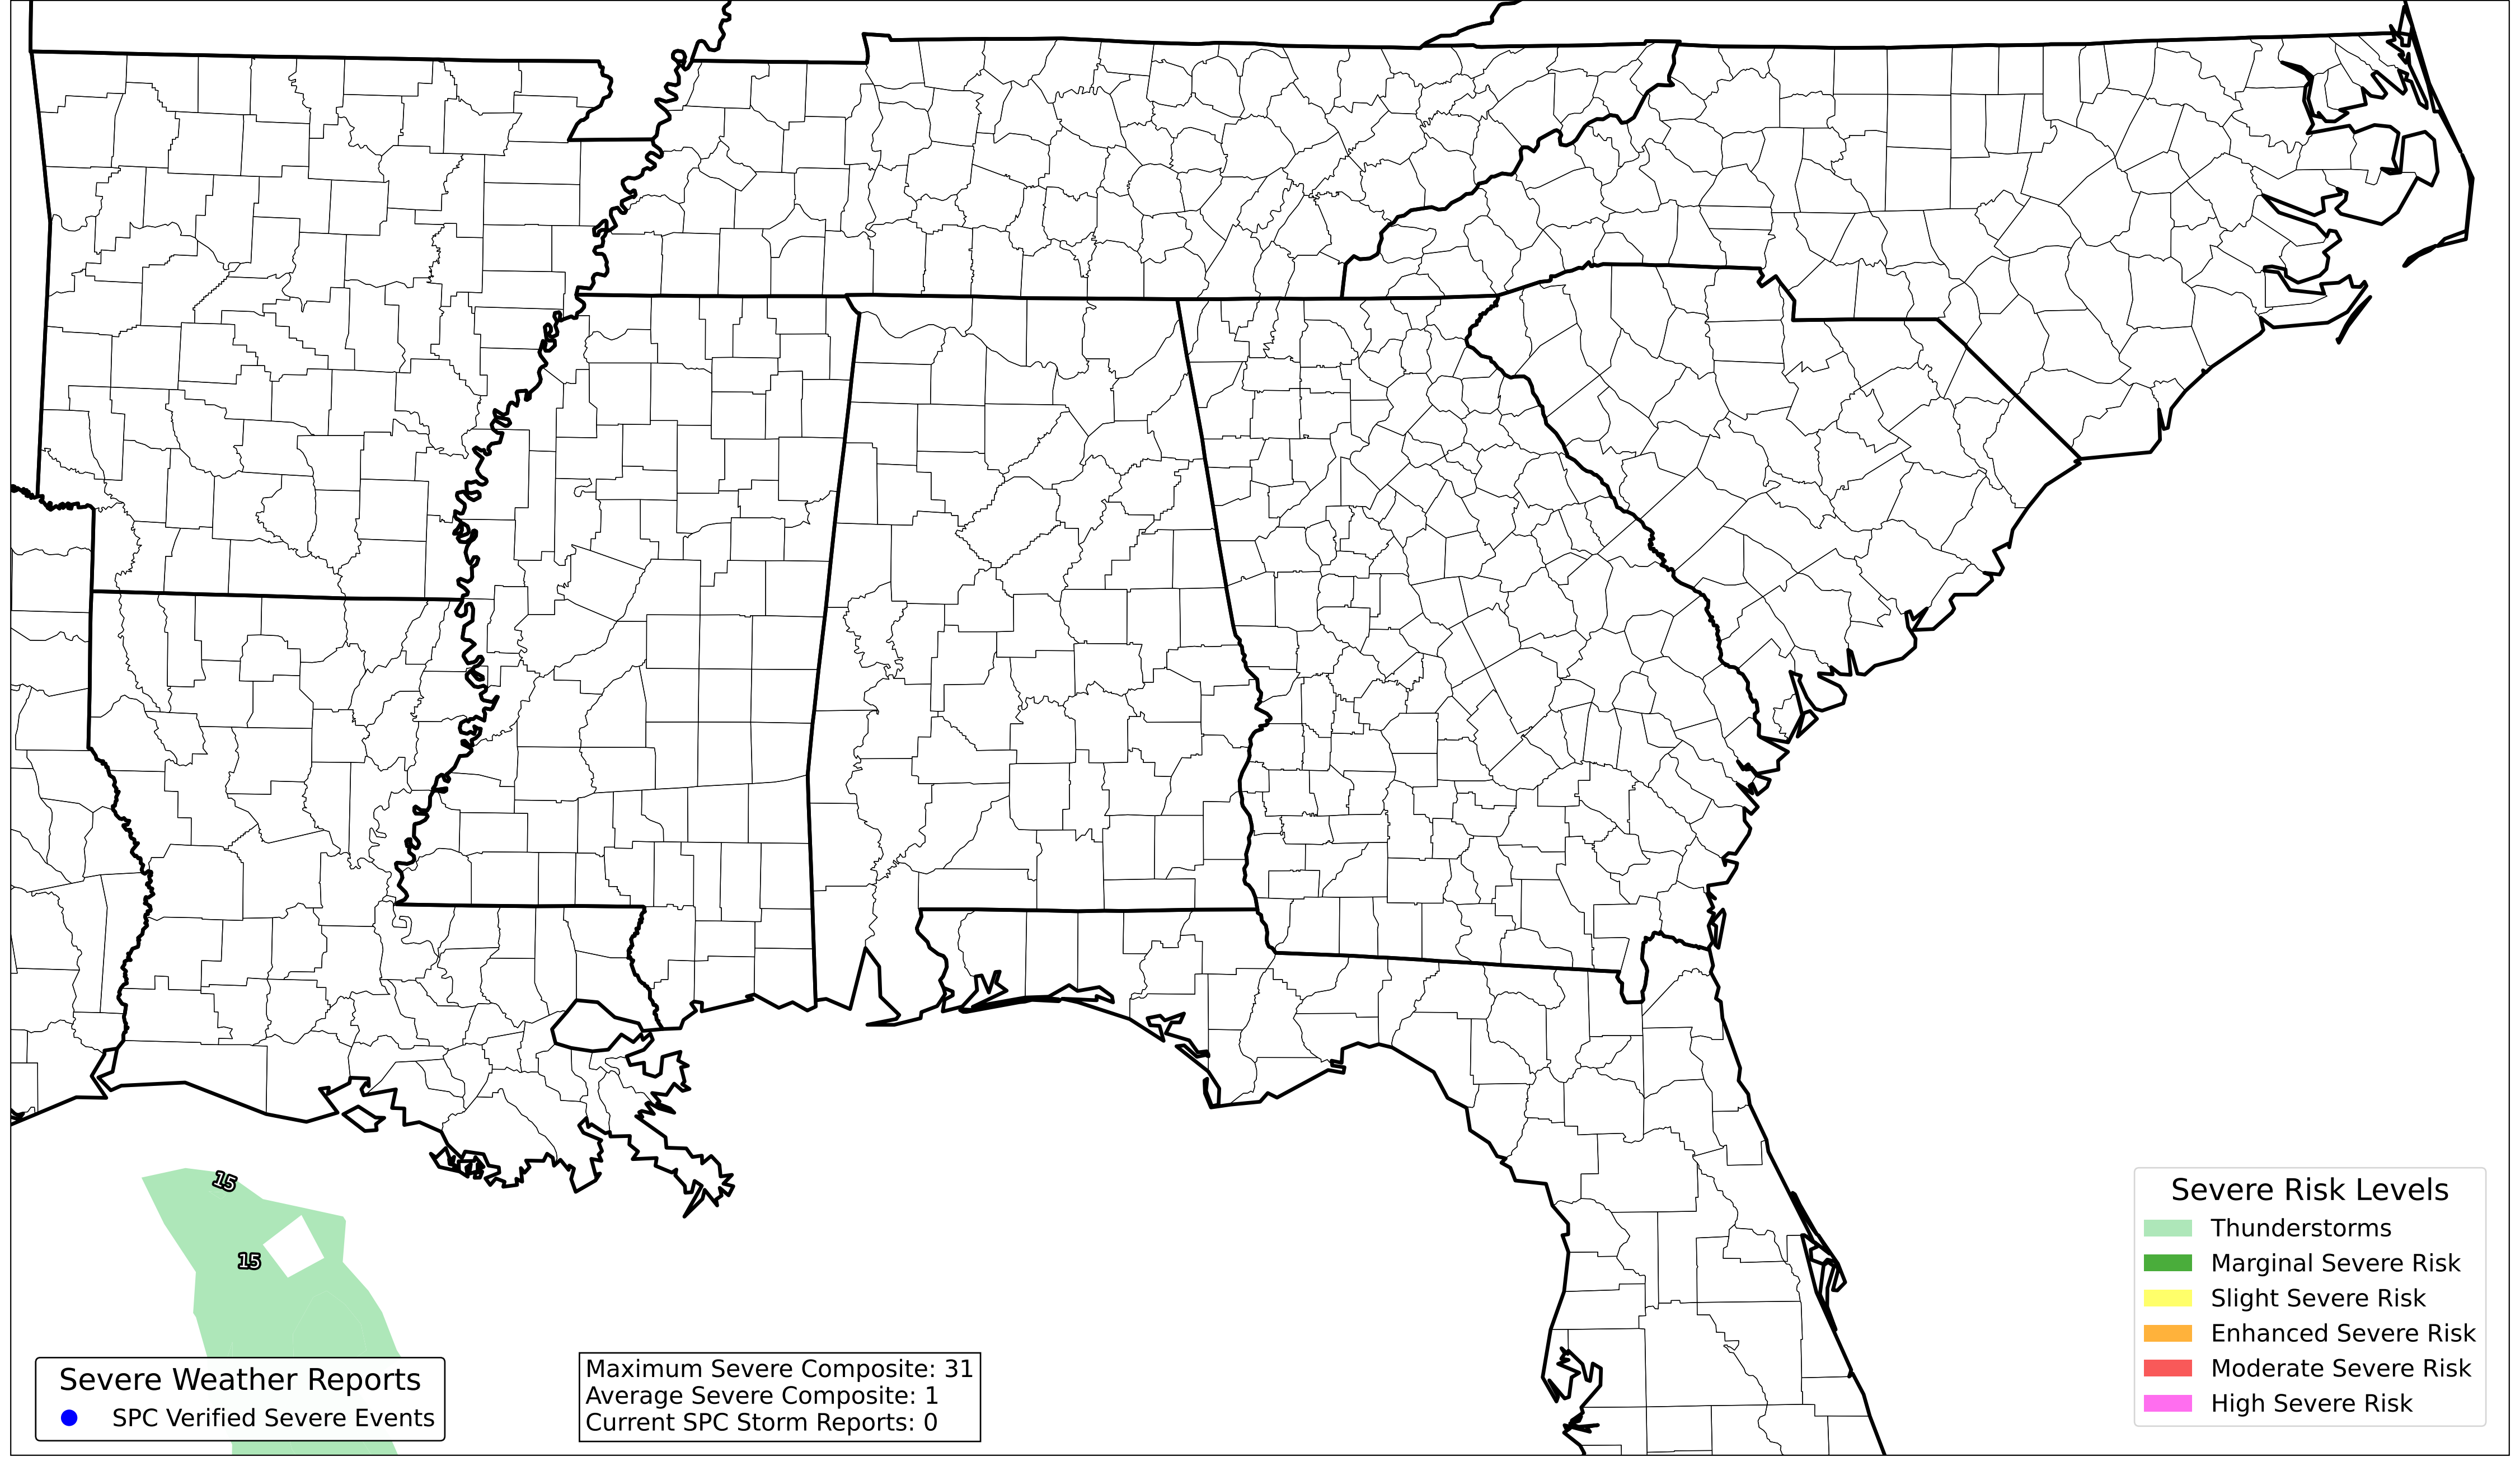 15
15
Severe Weather Reports
SPC Verified Severe Events
Maximum Severe Composite: 31
Average Severe Composite: 1
Current SPC Storm Reports: 0
Severe Risk Levels
Thunderstorms
Marginal Severe Risk
Slight Severe Risk
Enhanced Severe Risk
Moderate Severe Risk
High Severe Risk